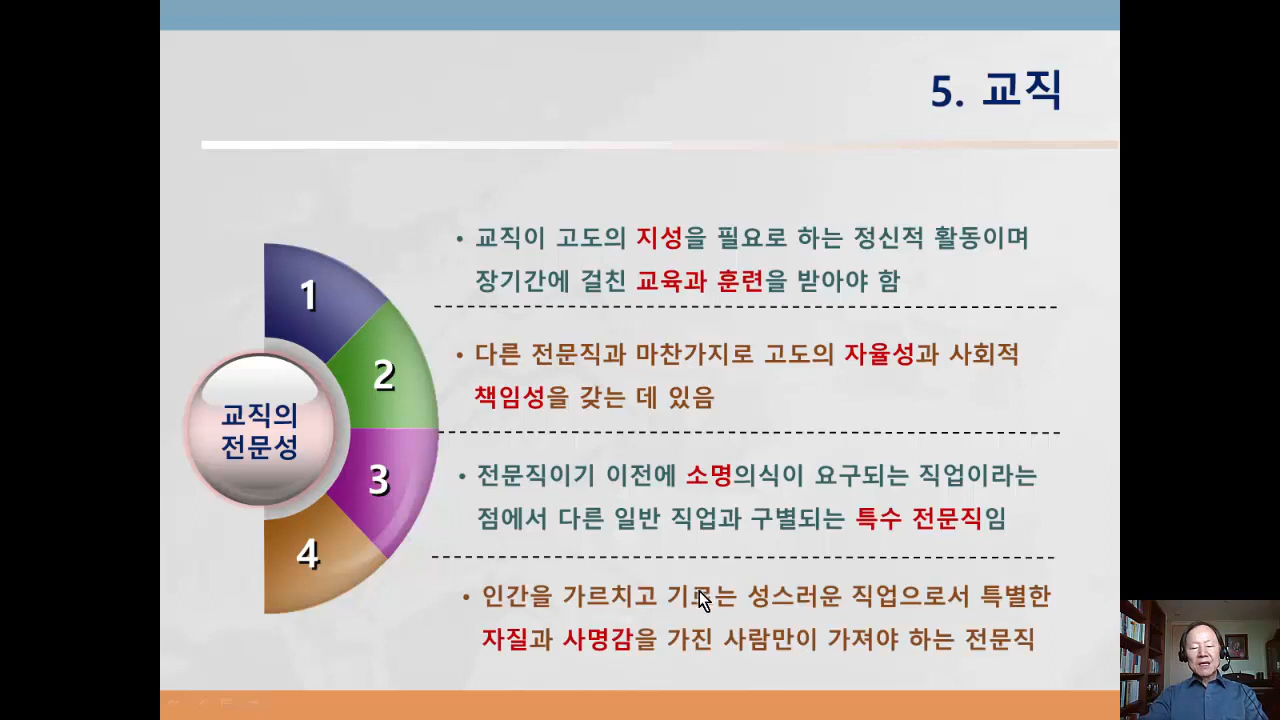 5. 교직
• 교직이 고도의 지성을 필요로 하는 정신적 활동이며
장기간에 걸친 교육과 훈련을 받아야 함
• 다른 전문직과 마찬가지로 고도의 자율성과 사회적
책임성을 갖는 데 있음
• 전문직이기 이전에 소명의식이 요구되는 직업이라는
점에서 다른 일반 직업과 구별되는 특수 전문직임
• 인간을 가르치고 기르는 성스러운 직업으로서 특별한
자질과 사명감을 가진 사람만이 가져야 하는 전문직
교직의
전문성
1
2
3
4